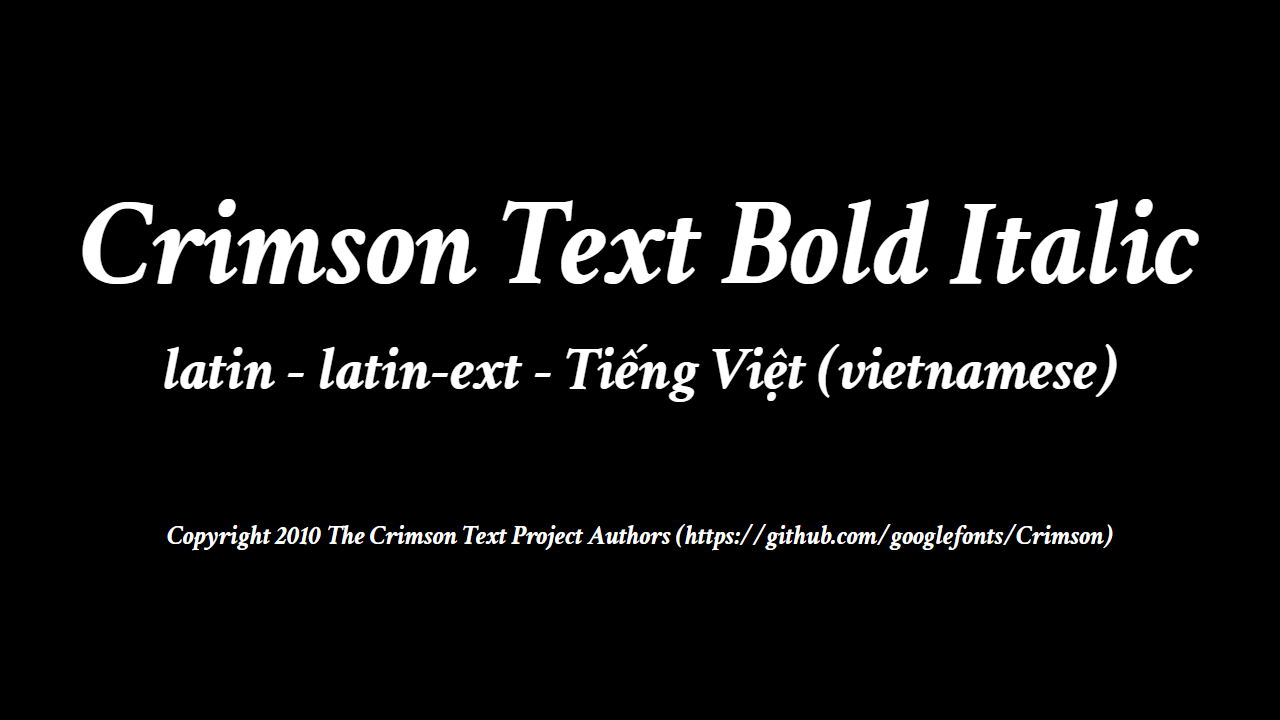 Crimson Text Bold Italic
latin - latin-ext - Tiếng Việt (vietnamese)
Copyright 2010 The Crimson Text Project Authors (https://github.com/googlefonts/Crimson)